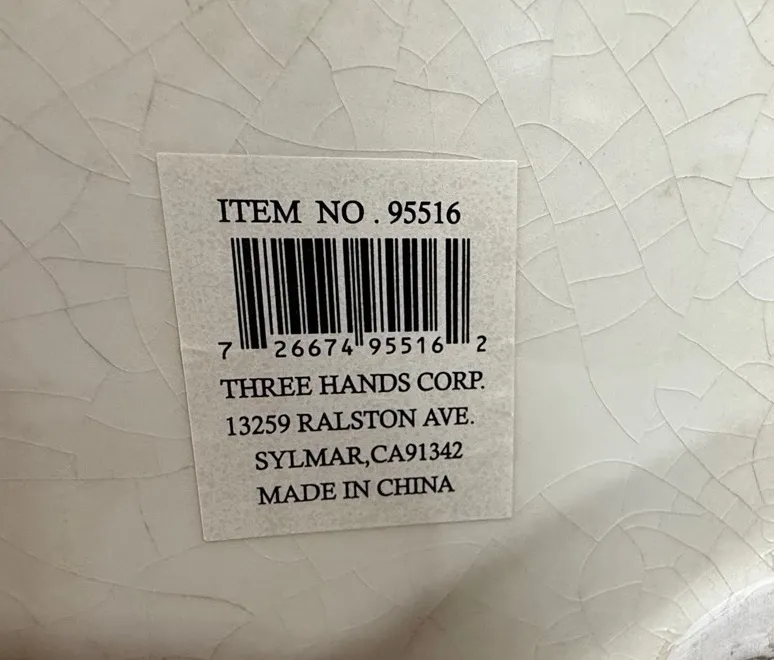 ITEM NO . 95516
7 26674 95516 2
THREE HANDS CORP.
13259 RALSTON AVE.
SYLMAR,CA91342
MADE IN CHINA